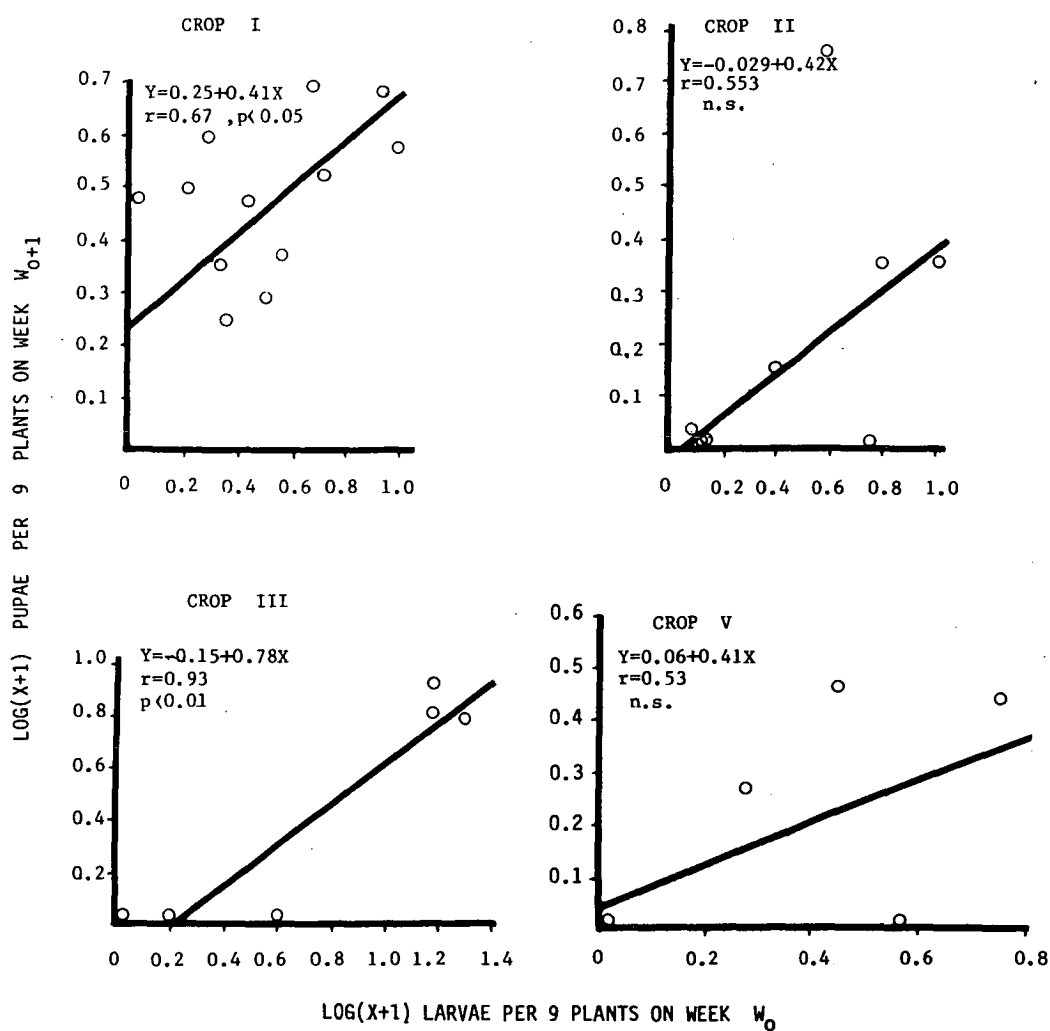 CROP I
0.7
0.6
0.5
0.4
0.3
0.2
0.1
Y=0.25+0.41X
r=0.67 ,p<0.05
0 0.2 0.4 0.6 0.8 1.0
CROP II
0.8
0.7
0.6
0.5
0.4
0.3
0.2
0.1
Y=-0.029+0.42X
r=0.553
n.s.
0 0.2 0.4 0.6 0.8 1.0
CROP III
1.0
0.8
0.6
0.4
0.2
Y=-0.15+0.78X
r=0.93
p<0.01
0 0.2 0.4 0.6 0.8 1.0 1.2 1.4
CROP V
0.6
0.5
0.4
0.3
0.2
0.1
Y=0.06+0.41X
r=0.53
n.s.
0 0.2 0.4 0.6 0.8
LOG(X+1) PUPAE PER 9 PLANTS ON WEEK W₀₊₁
LOG(X+1) LARVAE PER 9 PLANTS ON WEEK W₀